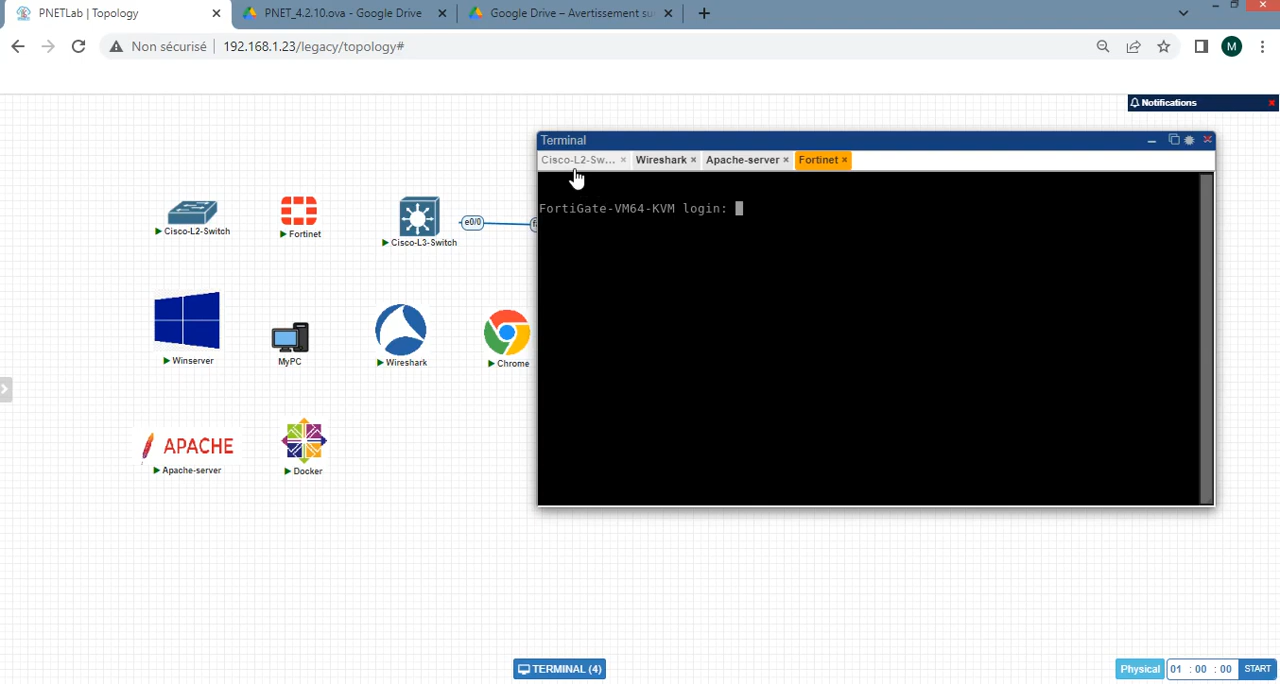 PNETLab | Topology
PNET_4.2.10.ova - Google Drive
Google Drive – Avertissement su
Non sécurisé
192.168.1.23/legacy/topology#
M
Notifications
Terminal
Cisco-L2-Sw...
Wireshark
Apache-server
Fortinet
FortiGate-VM64-KVM login:
Cisco-L2-Switch
Fortinet
Cisco-L3-Switch
e0/0
Winserver
MyPC
Wireshark
Chrome
APACHE
Apache-server
Docker
TERMINAL (4)
Physical
01 : 00 : 00
START